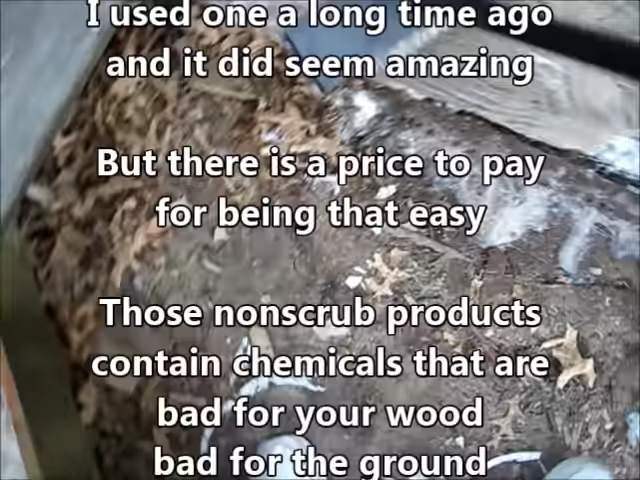 I used one a long time ago
and it did seem amazing
But there is a price to pay
for being that easy
Those nonscrub products
contain chemicals that are
bad for your wood
bad for the ground